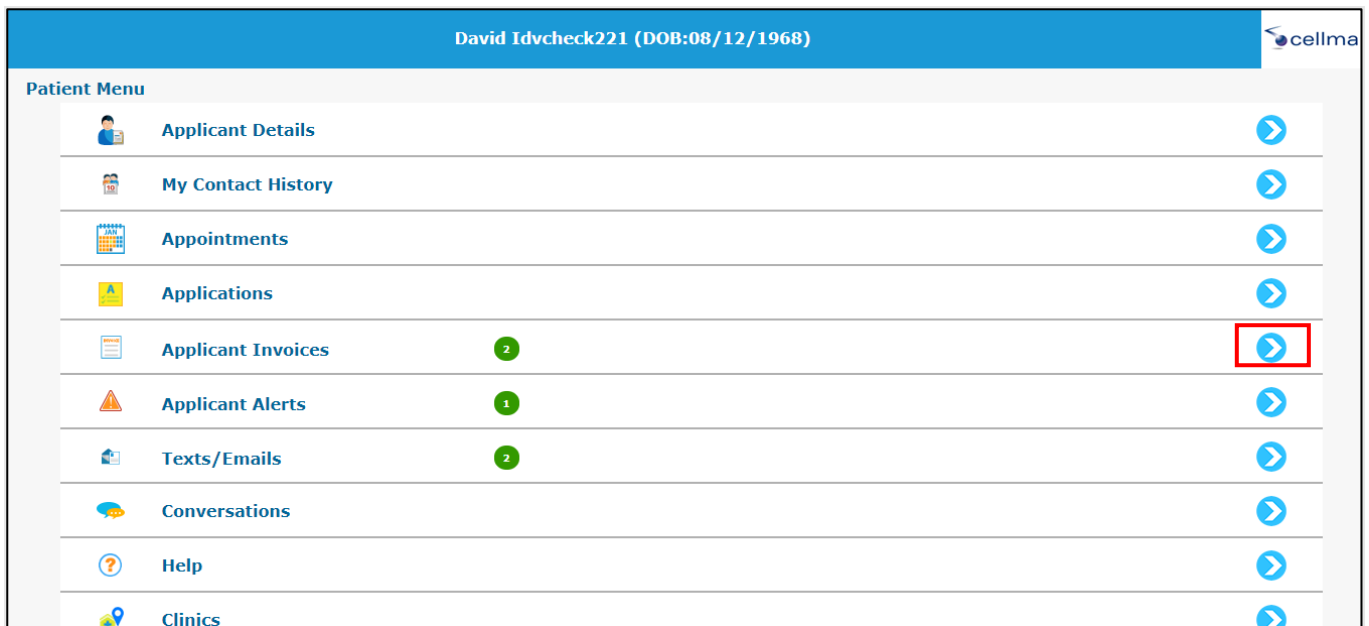 David Idvcheck221 (DOB:08/12/1968)
cellma
Patient Menu
Applicant Details
My Contact History
JAN
Appointments
A
Applications
Applicant Invoices 2
Applicant Alerts 1
Texts/Emails 2
Conversations
? Help
Clinics